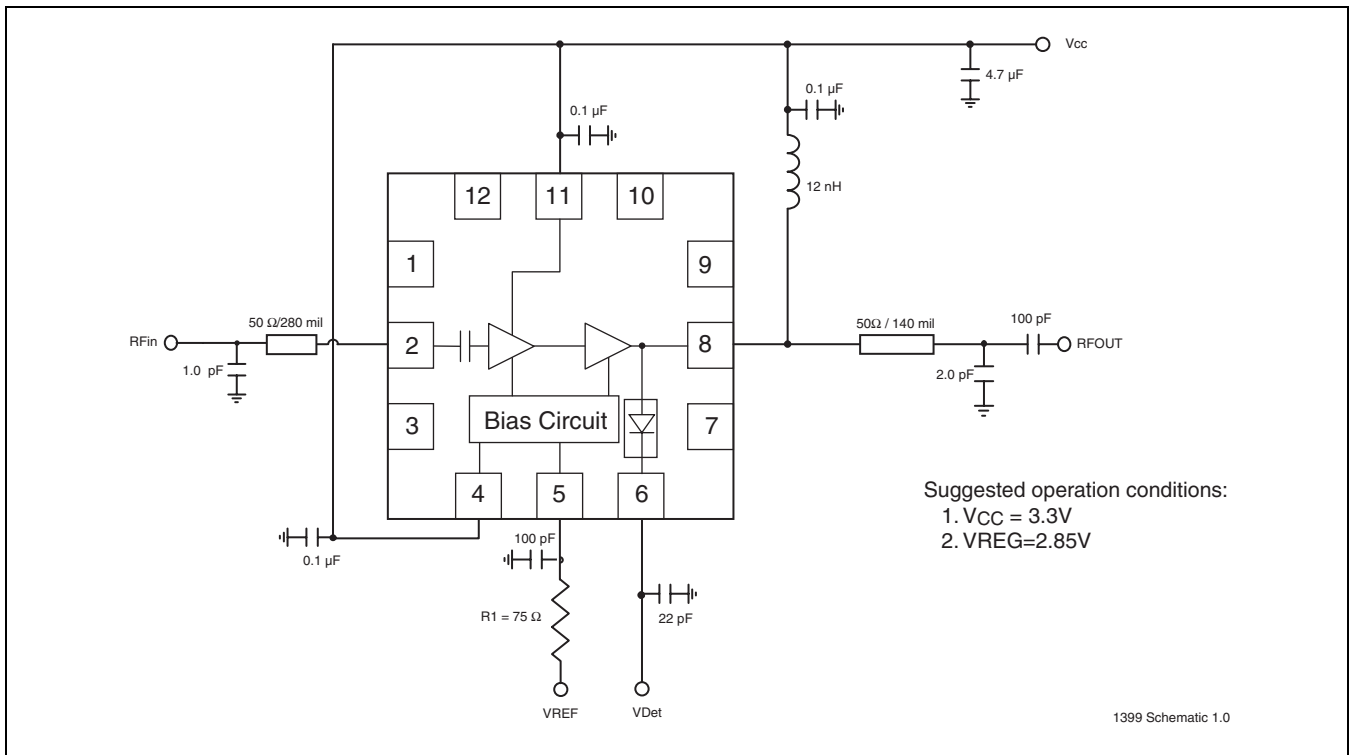 Vcc
4.7 µF
0.1 µF
0.1 µF
12 nH
12
11
10
1
9
50 Ω/280 mil
RFin
2
8
50Ω / 140 mil
100 pF
RFOUT
1.0 pF
2.0 pF
3
Bias Circuit
7
4
5
6
0.1 µF
100 pF
R1 = 75 Ω
22 pF
VREF
VDet
Suggested operation conditions:
1. VCC = 3.3V
2. VREG=2.85V
1399 Schematic 1.0